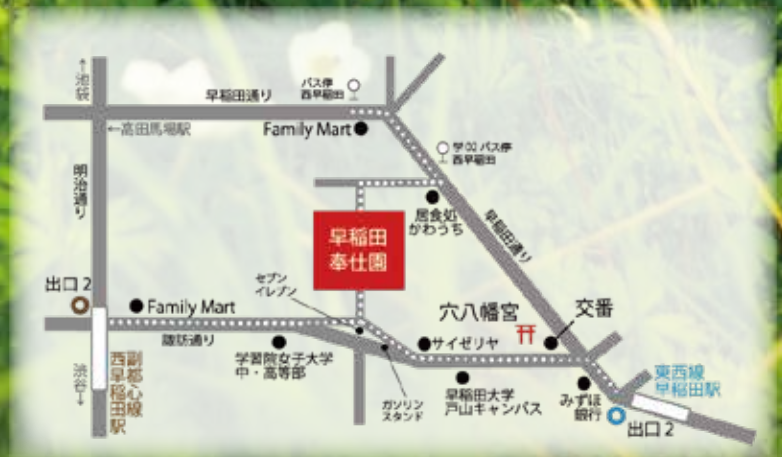 ↑池袋
早稲田通り
バス停
西早稲田
←高田馬場駅
Family Mart
学02 バス停
西早稲田
明治通り
居食処
かわうち
早稲田通り
早稲田
奉仕園
出口 2
セブン
イレブン
Family Mart
穴八幡宮
交番
諏訪通り
サイゼリヤ
学習院女子大学
中・高等部
渋谷↓
副都心線
西早稲田駅
ガソリン
スタンド
早稲田大学
戸山キャンパス
みずほ
銀行
東西線
早稲田駅
出口 2